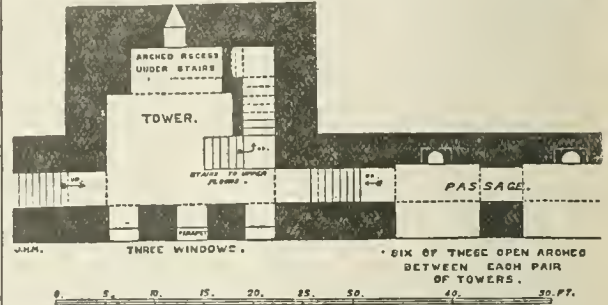 ARCHED RECESS
UNDER STAIRS
TOWER.
UP.
STAIRS TO UPPER
FLOORS.
UP
UP
PASSAGE.
J.H.M.
THREE WINDOWS.
PARAPET
* SIX OF THESE OPEN ARCHES
BETWEEN EACH PAIR
OF TOWERS.
0. 5. 10. 15. 20. 30. 40. 50. FT.